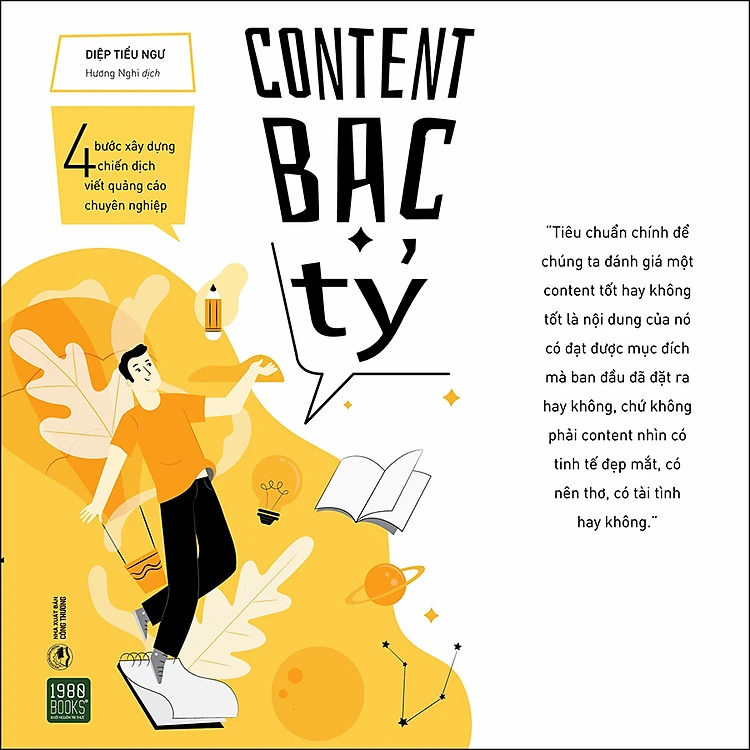 DIỆP TIỂU NGƯ
Hương Nghi dịch
4 bước xây dựng
chiến dịch
viết quảng cáo
chuyên nghiệp
CONTENT
BẠC
tỷ
“Tiêu chuẩn chính để
chúng ta đánh giá một
content tốt hay không
tốt là nội dung của nó
có đạt được mục đích
mà ban đầu đã đặt ra
hay không, chứ không
phải content nhìn có
tinh tế đẹp mắt, có
nên thơ, có tài tình
hay không.”
NHÀ XUẤT BẢN
CÔNG THƯƠNG
1980
BOOKS®
KHƠI NGUỒN TRI THỨC